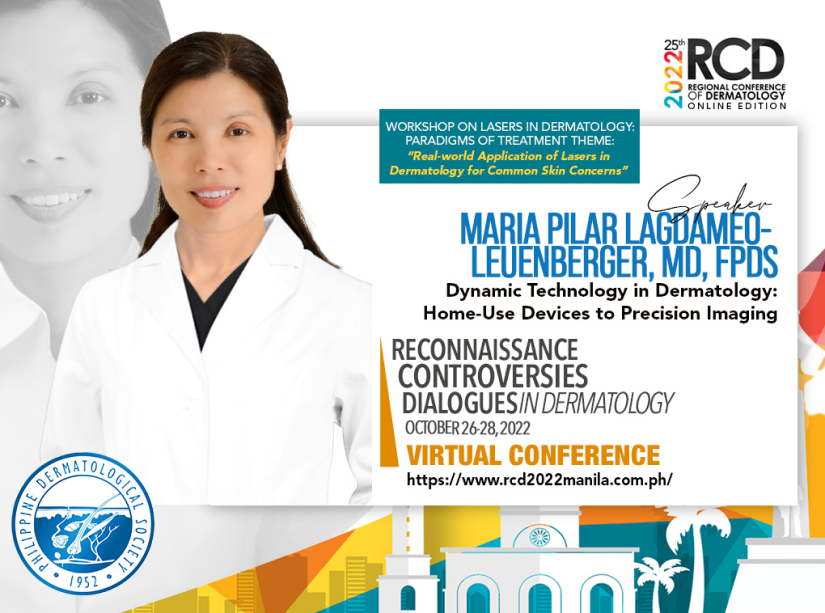 25th
2022
RCD
REGIONAL CONFERENCE
OF DERMATOLOGY
ONLINE EDITION
WORKSHOP ON LASERS IN DERMATOLOGY:
PARADIGMS OF TREATMENT THEME:
"Real-world Application of Lasers in
Dermatology for Common Skin Concerns"
Speaker
MARIA PILAR LAGDAMEO-
LEUENBERGER, MD, FPDS
Dynamic Technology in Dermatology:
Home-Use Devices to Precision Imaging
RECONNAISSANCE
CONTROVERSIES
DIALOGUES IN DERMATOLOGY
OCTOBER 26-28, 2022
VIRTUAL CONFERENCE
https://www.rcd2022manila.com.ph/
PHILIPPINE DERMATOLOGICAL SOCIETY
1952